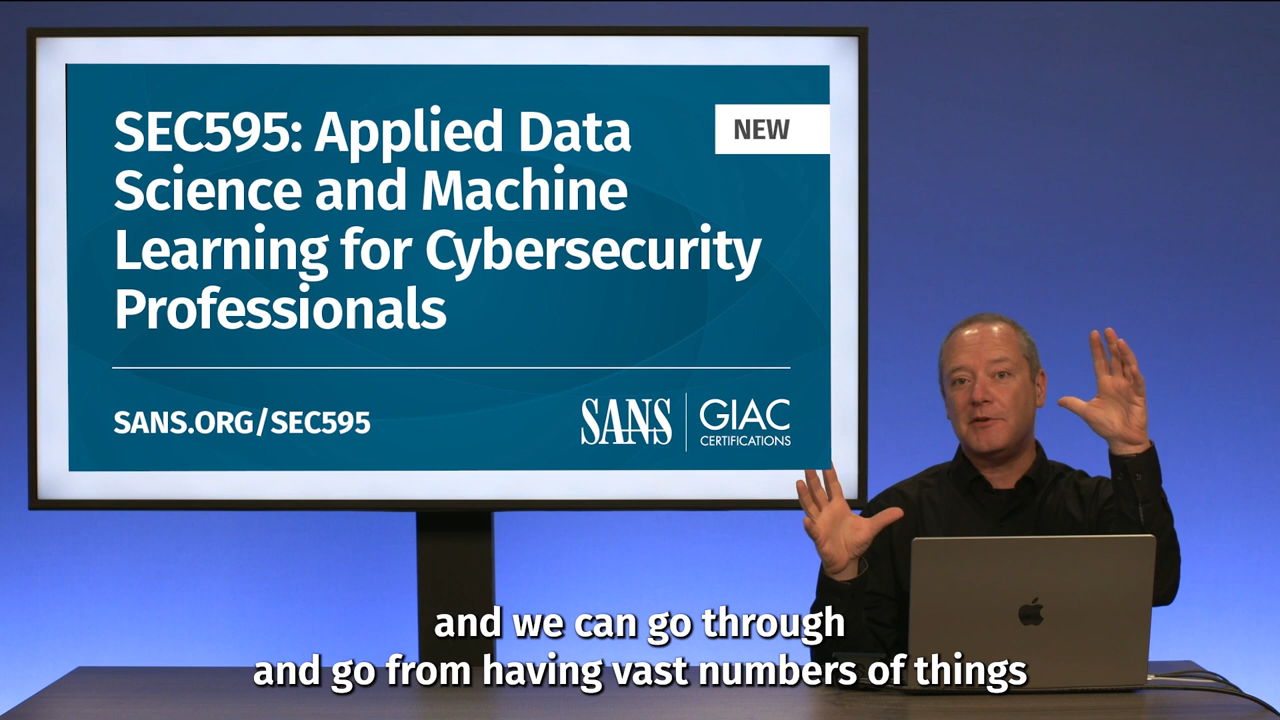 SEC595: Applied Data
NEW
Science and Machine
Learning for Cybersecurity
Professionals
SANS.ORG/SEC595
SANS
GIAC
CERTIFICATIONS
and we can go through
and go from having vast numbers of things